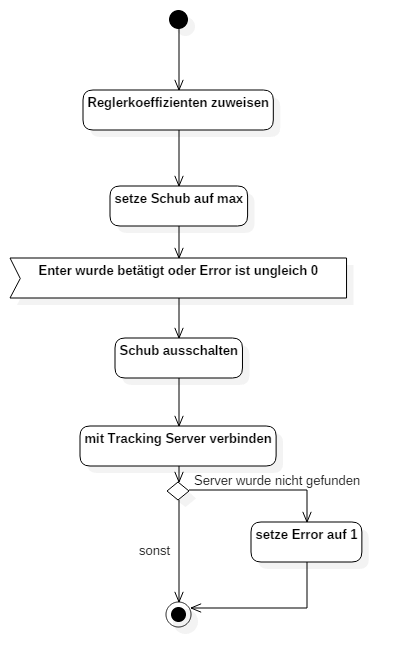 Reglerkoeffizienten zuweisen
setze Schub auf max
Enter wurde betätigt oder Error ist ungleich 0
Schub ausschalten
mit Tracking Server verbinden
Server wurde nicht gefunden
setze Error auf 1
sonst